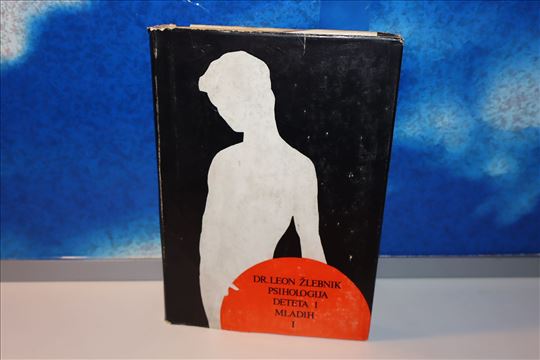 DR. LEON ŽLEBNIK
PSIHOLOGIJA
DETETA I
MLADIH
I